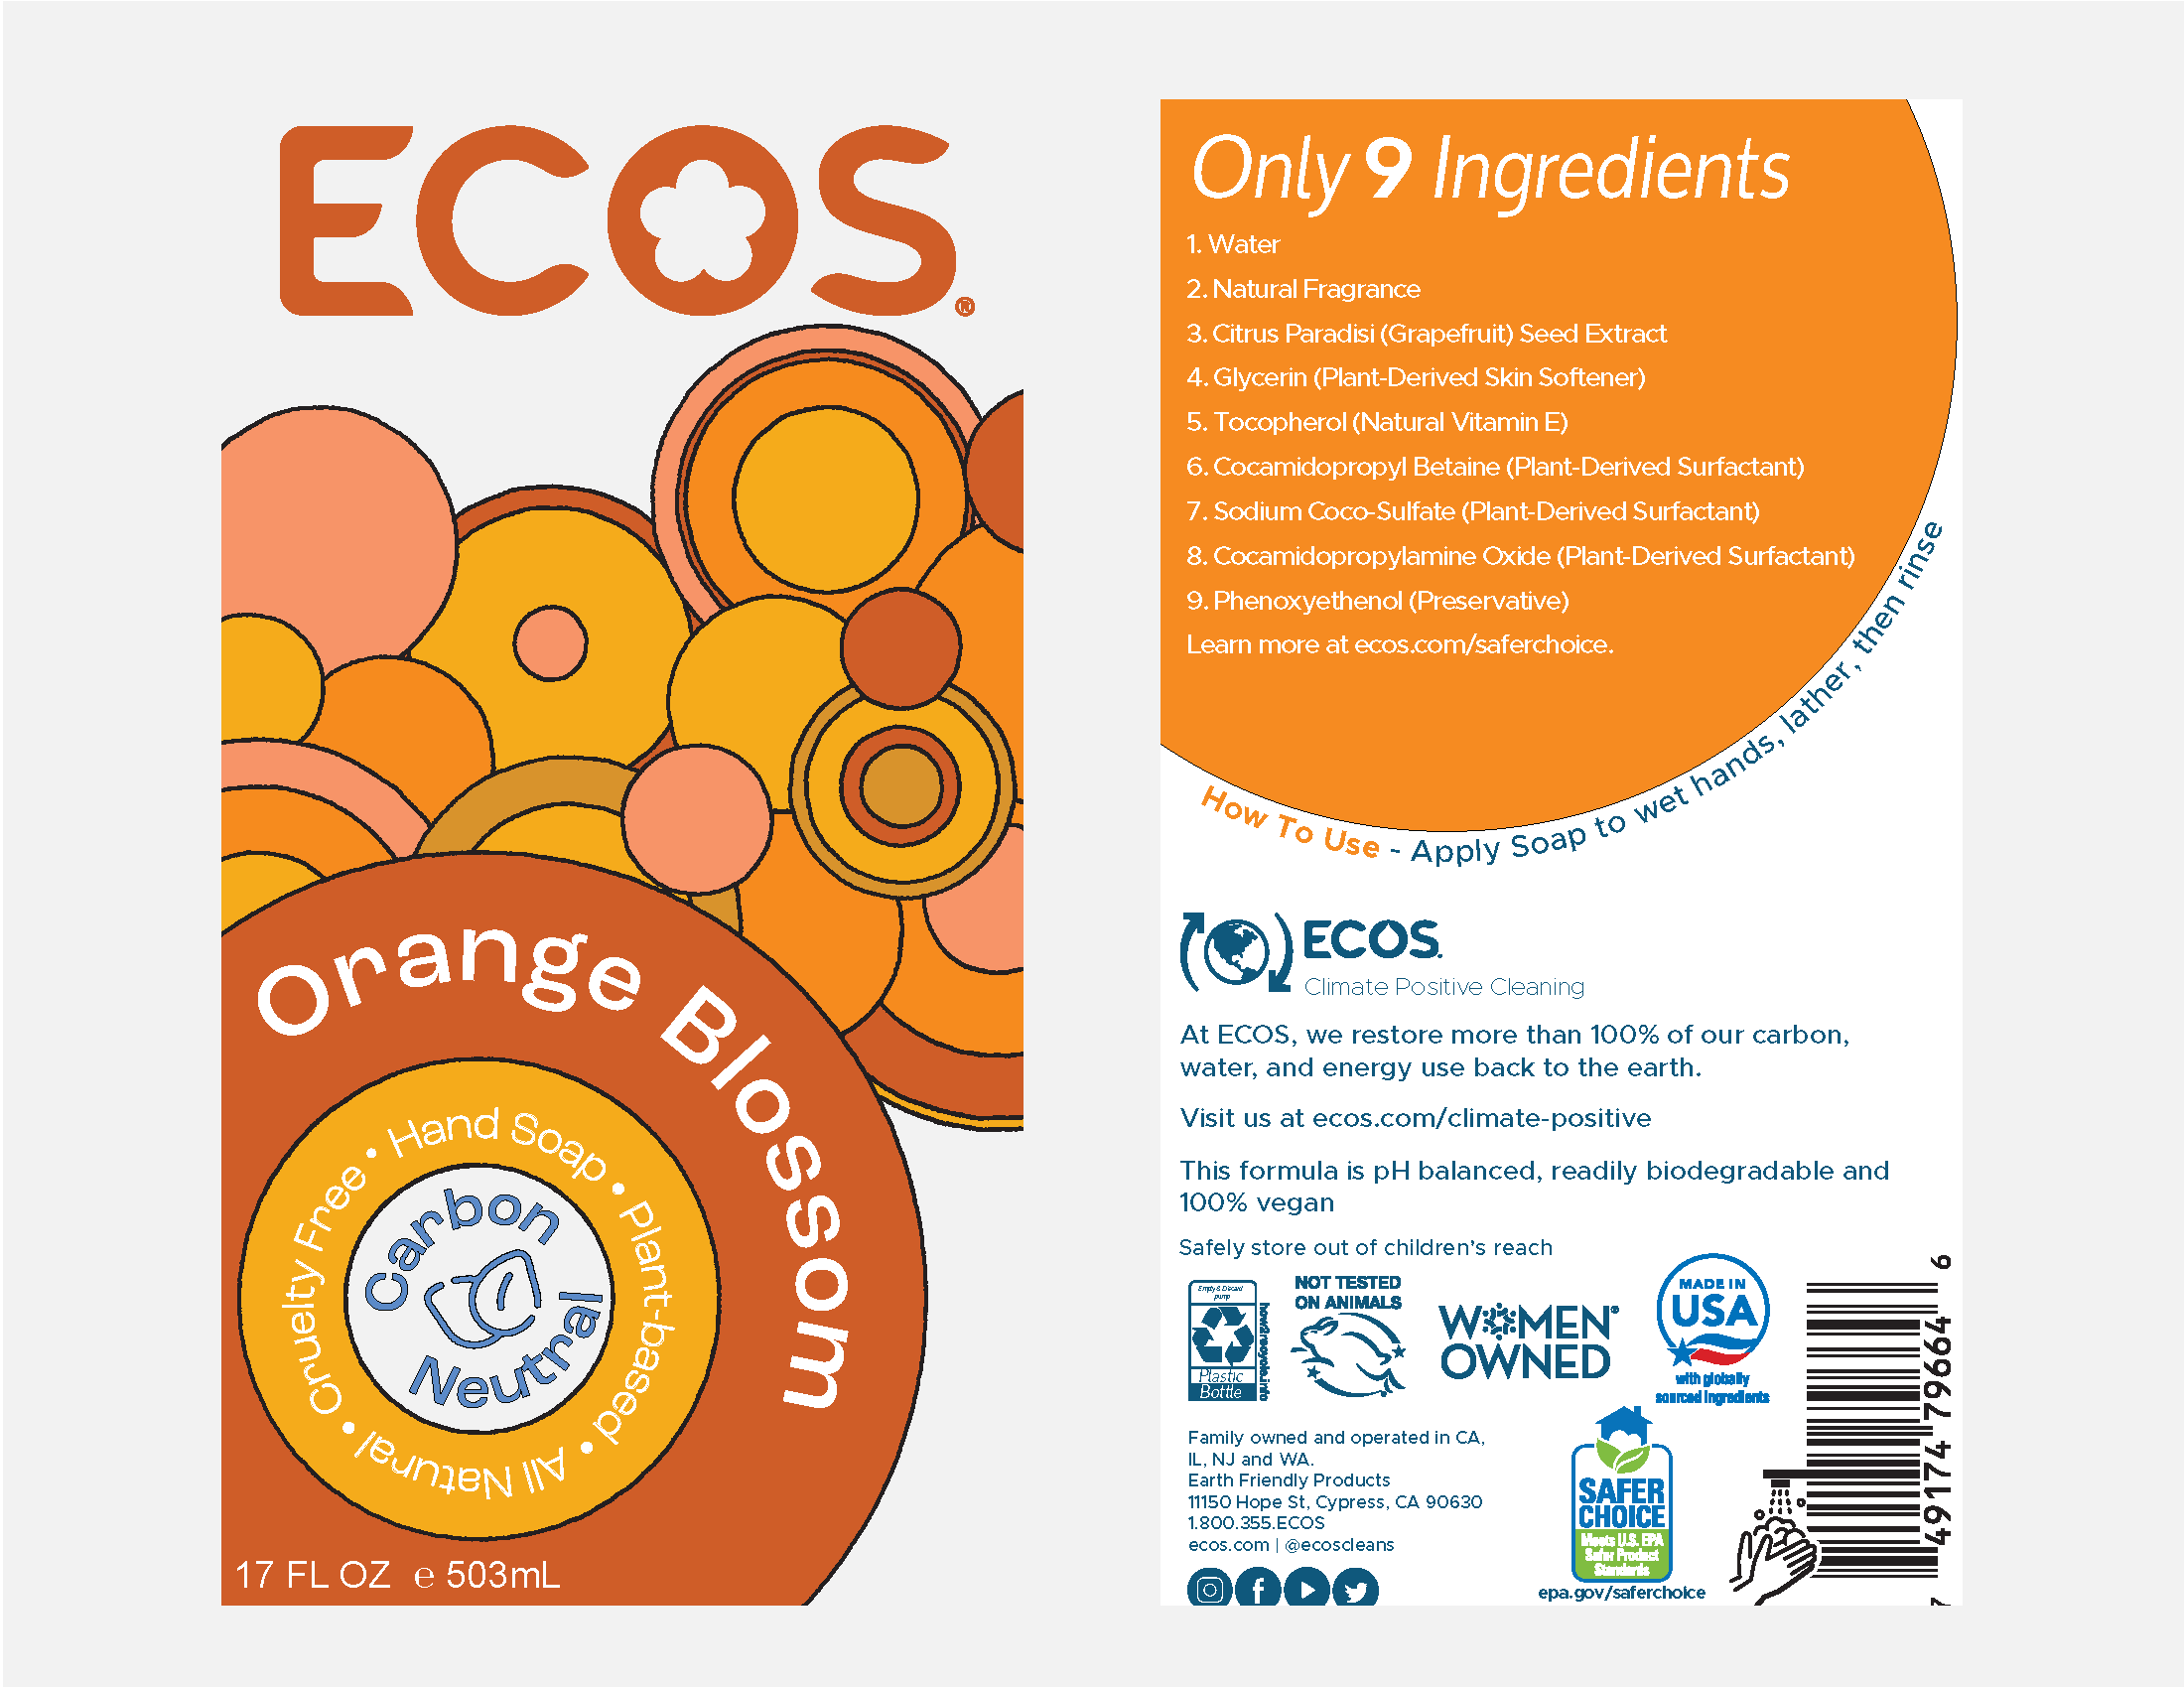 ECOS®
Orange Blossom
Hand Soap • Plant-based • All Natural • Cruelty Free •
Carbon
Neutral
17 FL OZ e 503mL
Only 9 Ingredients
1. Water
2. Natural Fragrance
3. Citrus Paradisi (Grapefruit) Seed Extract
4. Glycerin (Plant-Derived Skin Softener)
5. Tocopherol (Natural Vitamin E)
6. Cocamidopropyl Betaine (Plant-Derived Surfactant)
7. Sodium Coco-Sulfate (Plant-Derived Surfactant)
8. Cocamidopropylamine Oxide (Plant-Derived Surfactant)
9. Phenoxyethenol (Preservative)
Learn more at ecos.com/saferchoice.
How To Use - Apply Soap to wet hands, lather, then rinse
ECOS.
Climate Positive Cleaning
At ECOS, we restore more than 100% of our carbon,
water, and energy use back to the earth.
Visit us at ecos.com/climate-positive
This formula is pH balanced, readily biodegradable and
100% vegan
Safely store out of children's reach
Empty & Discard
pump
Plastic
Bottle
how2recycle.info
NOT TESTED
ON ANIMALS
WOMEN®
OWNED
MADE IN
USA
with globally
sourced ingredients
Family owned and operated in CA,
IL, NJ and WA.
Earth Friendly Products
11150 Hope St, Cypress, CA 90630
1.800.355.ECOS
ecos.com | @ecoscleans
SAFER
CHOICE
Meets U.S. EPA
Safer Product
Standards
epa.gov/saferchoice
49174 79664 6